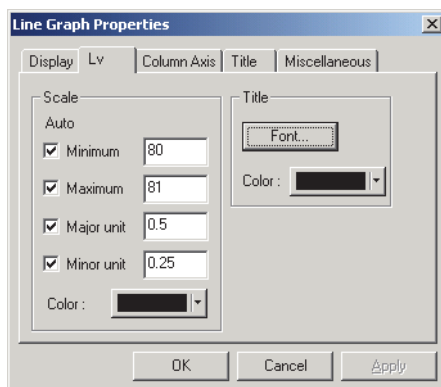 Line Graph Properties
Display Lv Column Axis Title Miscellaneous
Scale
Auto
Minimum 80
Maximum 81
Major unit 0.5
Minor unit 0.25
Color :
Title
Font...
Color :
OK Cancel Apply